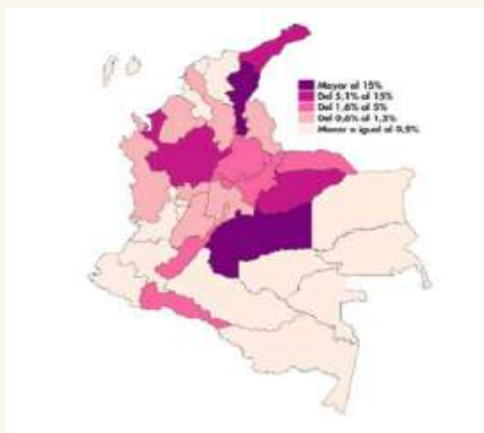 Mayor al 15%
Del 5,1% al 15%
Del 1,6% al 5%
Del 0,6% al 1,5%
Menor o igual al 0,5%